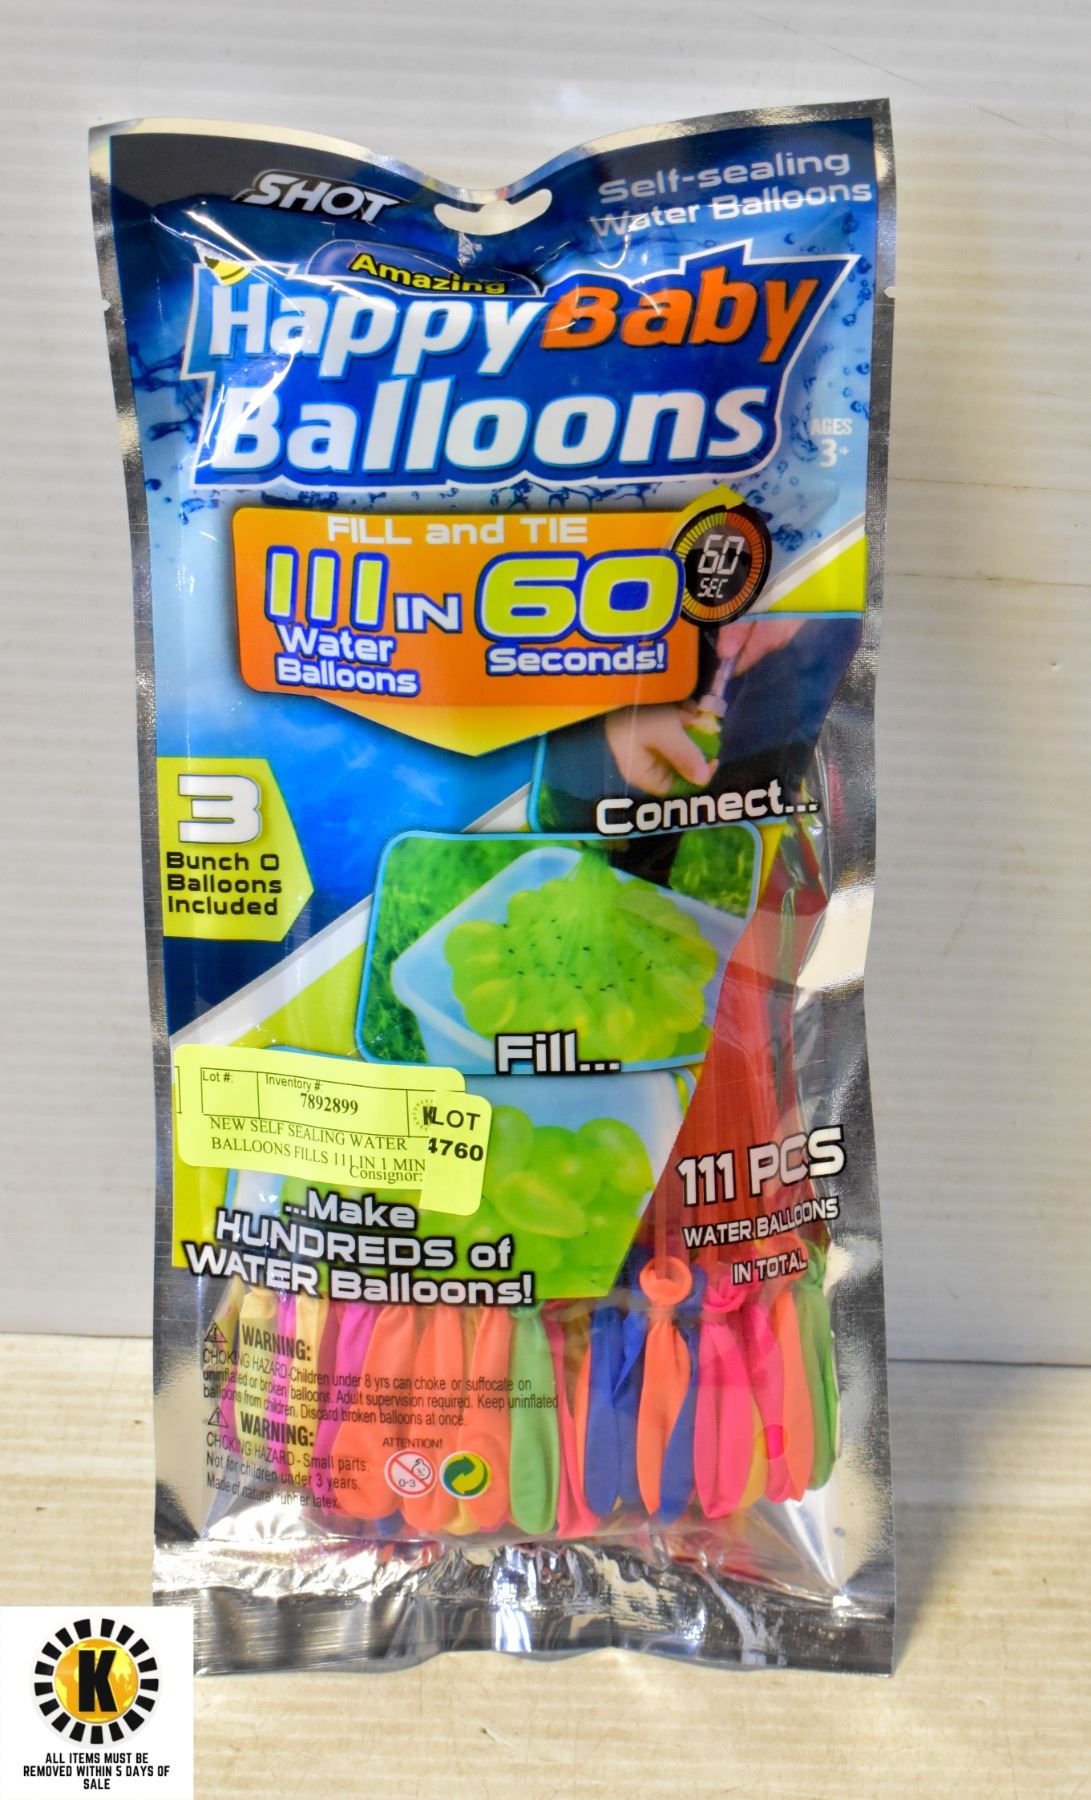 SHOT
Self-sealing
Water Balloons
Amazing
Happy Baby
Balloons
AGES
3+
FILL and TIE
111 IN 60
Water
Balloons
Seconds!
60
SEC
Connect...
3
Bunch O
Balloons
Included
Fill...
Lot #:
Inventory #:
7892899
K
LOT
4760
NEW SELF SEALING WATER
BALLOONS FILLS 111 IN 1 MIN
Consignor:
...Make
HUNDREDS of
WATER Balloons!
111 PCS
WATER BALLOONS
IN TOTAL
WARNING:
CHOKING HAZARD-Children under 8 yrs can choke or suffocate on
uninflated or broken balloons. Adult supervision required. Keep uninflated
balloons from children. Discard broken balloons at once.
WARNING:
CHOKING HAZARD-Small parts.
Not for children under 3 years.
Made of natural rubber latex.
ATTENTION!
0-3
K
ALL ITEMS MUST BE
REMOVED WITHIN 5 DAYS OF
SALE